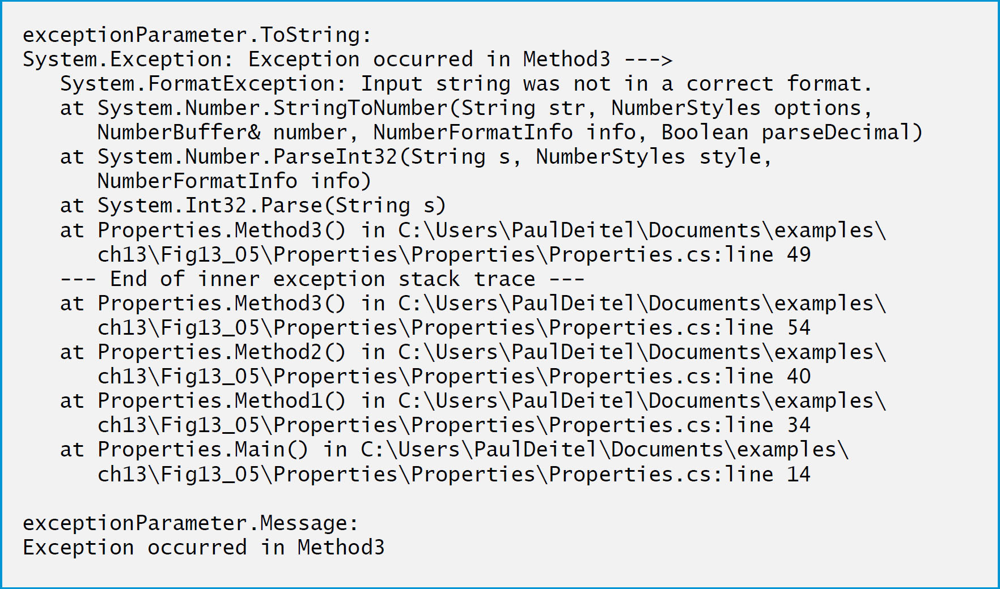 exceptionParameter.ToString:
System.Exception: Exception occurred in Method3 --->
   System.FormatException: Input string was not in a correct format.
   at System.Number.StringToNumber(String str, NumberStyles options,
      NumberBuffer& number, NumberFormatInfo info, Boolean parseDecimal)
   at System.Number.ParseInt32(String s, NumberStyles style,
      NumberFormatInfo info)
   at System.Int32.Parse(String s)
   at Properties.Method3() in C:\Users\PaulDeitel\Documents\examples\
      ch13\Fig13_05\Properties\Properties\Properties.cs:line 49
   --- End of inner exception stack trace ---
   at Properties.Method3() in C:\Users\PaulDeitel\Documents\examples\
      ch13\Fig13_05\Properties\Properties\Properties.cs:line 54
   at Properties.Method2() in C:\Users\PaulDeitel\Documents\examples\
      ch13\Fig13_05\Properties\Properties\Properties.cs:line 40
   at Properties.Method1() in C:\Users\PaulDeitel\Documents\examples\
      ch13\Fig13_05\Properties\Properties\Properties.cs:line 34
   at Properties.Main() in C:\Users\PaulDeitel\Documents\examples\
      ch13\Fig13_05\Properties\Properties\Properties.cs:line 14

exceptionParameter.Message:
Exception occurred in Method3